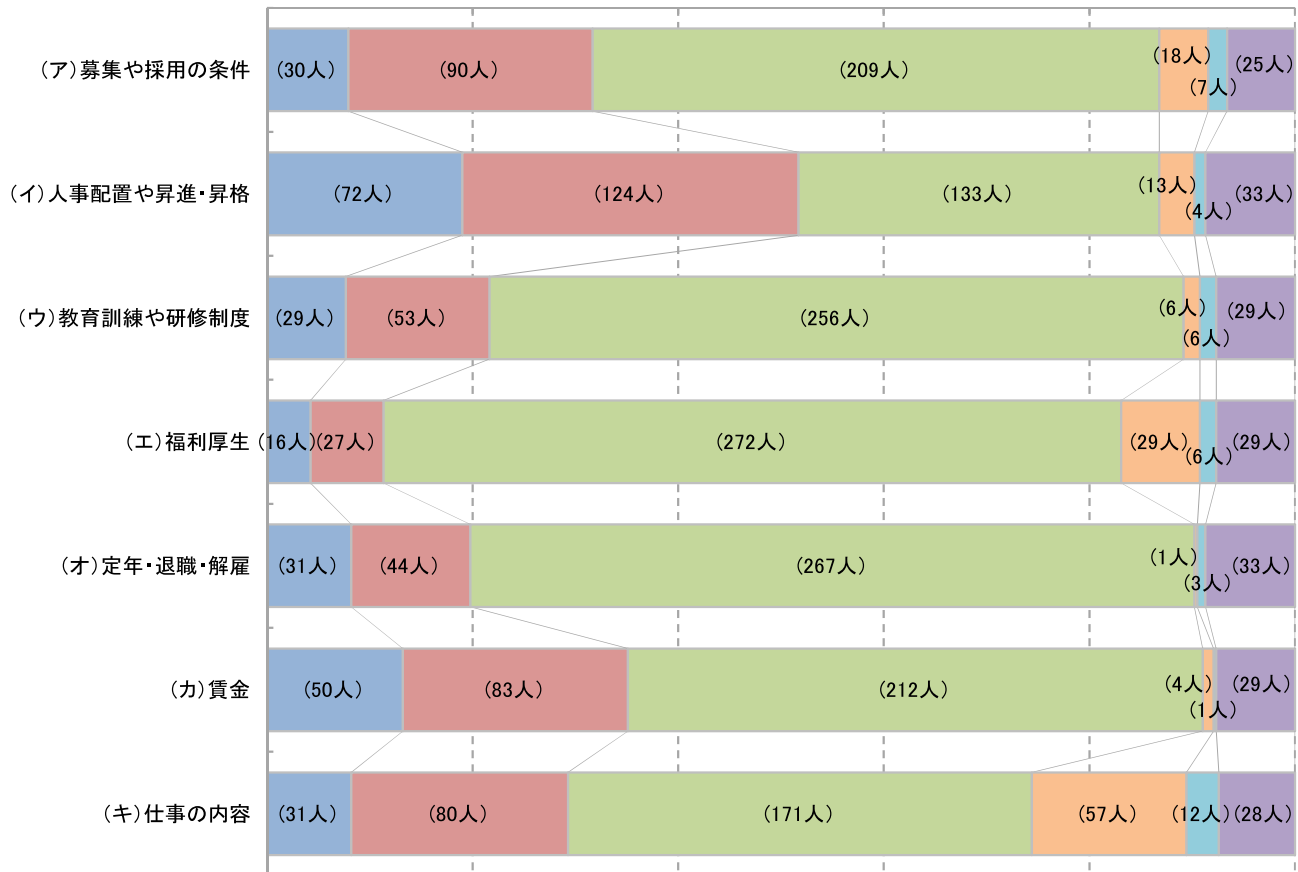 (ア)募集や採用の条件 (30人) (90人) (209人) (18人) (7人) (25人)
(イ)人事配置や昇進・昇格 (72人) (124人) (133人) (13人) (4人) (33人)
(ウ)教育訓練や研修制度 (29人) (53人) (256人) (6人) (6人) (29人)
(エ)福利厚生 (16人) (27人) (272人) (29人) (6人) (29人)
(オ)定年・退職・解雇 (31人) (44人) (267人) (1人) (3人) (33人)
(カ)賃金 (50人) (83人) (212人) (4人) (1人) (29人)
(キ)仕事の内容 (31人) (80人) (171人) (57人) (12人) (28人)